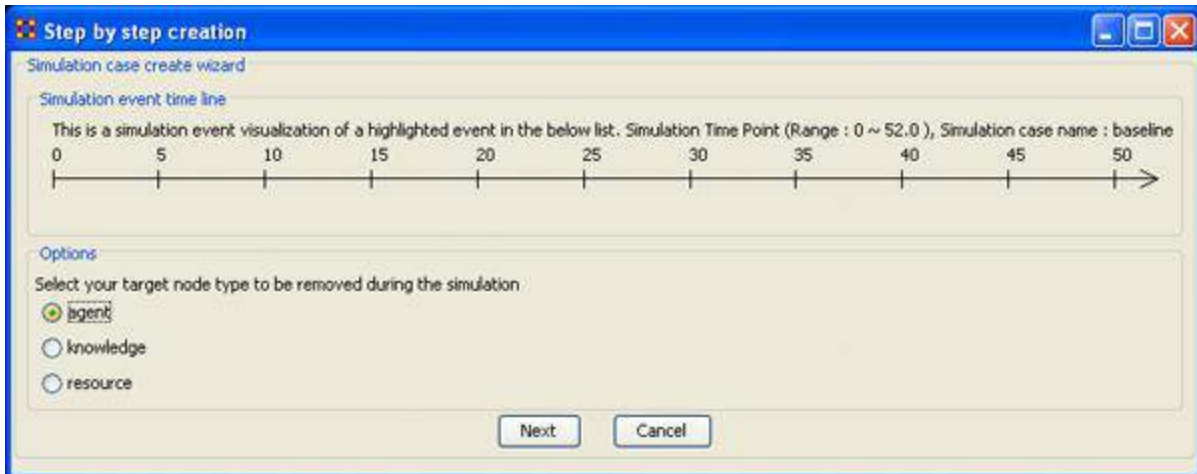 Step by step creation
Simulation case create wizard
Simulation event time line
This is a simulation event visualization of a highlighted event in the below list. Simulation Time Point (Range : 0 ~ 52.0 ), Simulation case name : baseline
0 5 10 15 20 25 30 35 40 45 50
Options
Select your target node type to be removed during the simulation
agent
knowledge
resource
Next Cancel